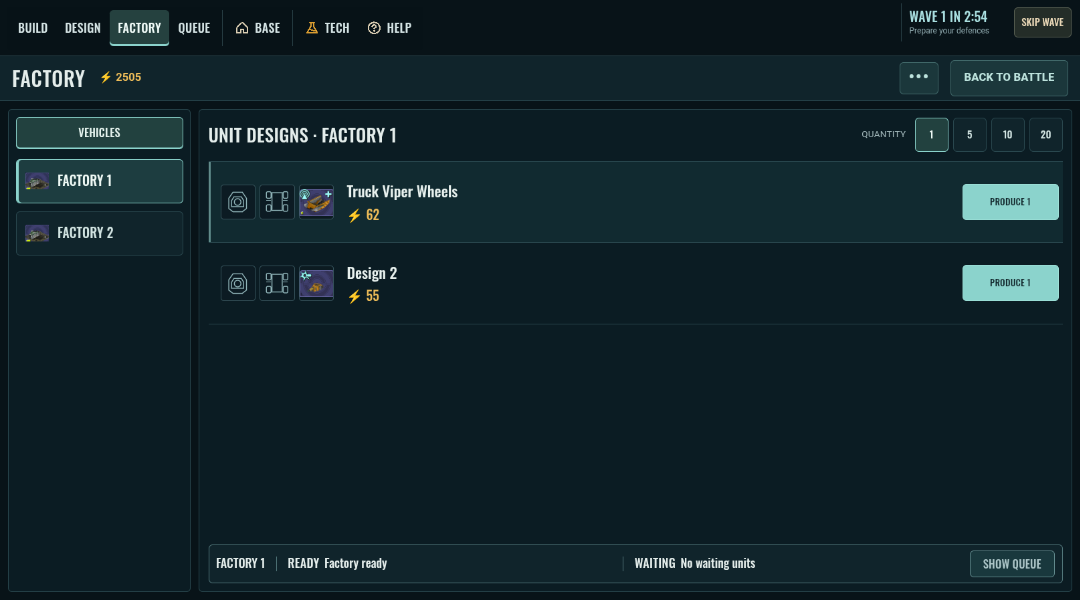 BUILD DESIGN FACTORY QUEUE BASE TECH HELP
WAVE 1 IN 2:54
Prepare your defences
SKIP WAVE
FACTORY 2505
BACK TO BATTLE
VEHICLES
FACTORY 1
FACTORY 2
UNIT DESIGNS · FACTORY 1
QUANTITY 1 5 10 20
Truck Viper Wheels
62
PRODUCE 1
Design 2
55
PRODUCE 1
FACTORY 1 READY Factory ready WAITING No waiting units SHOW QUEUE